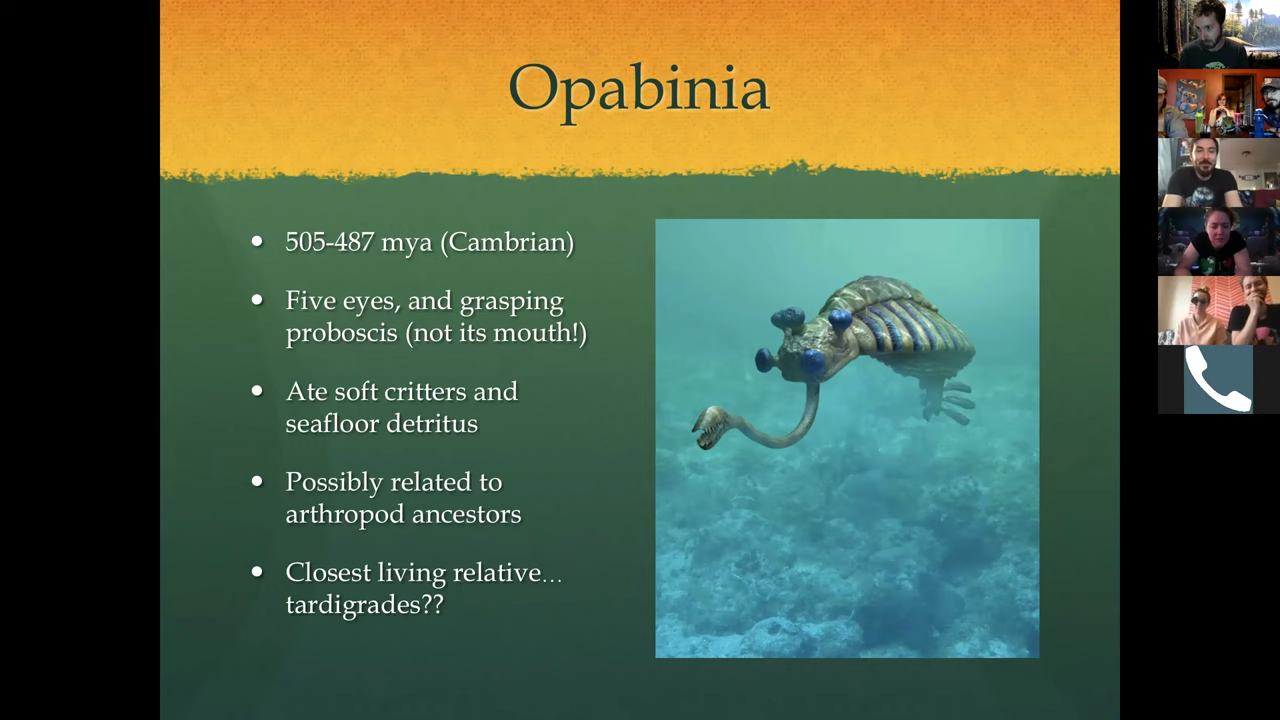 Opabinia
505-487 mya (Cambrian)
Five eyes, and grasping
proboscis (not its mouth!)
Ate soft critters and
seafloor detritus
Possibly related to
arthropod ancestors
Closest living relative…
tardigrades??